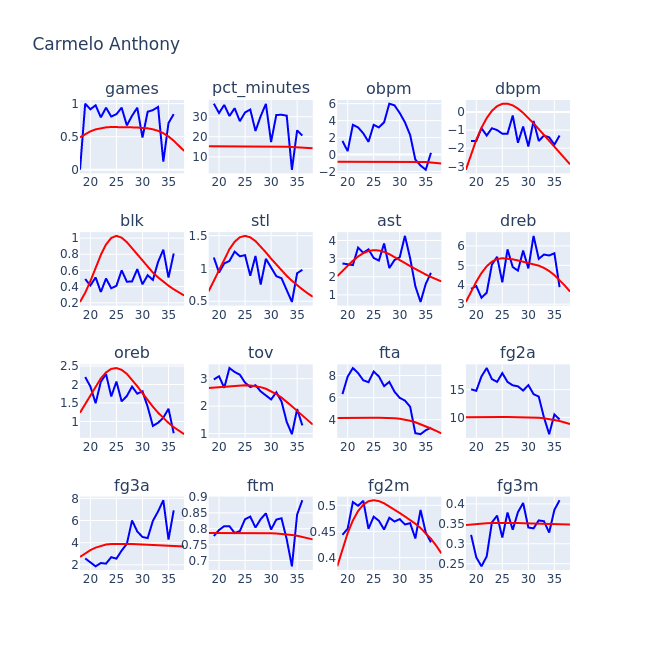 Carmelo Anthony
games pct_minutes obpm dbpm
1 0.5 0
30 20 10
6 4 2 0 −2
0 −1 −2 −3
20 25 30 35 20 25 30 35 20 25 30 35 20 25 30 35
blk stl ast dreb
1 0.8 0.6 0.4 0.2
1.5 1 0.5
4 3 2 1
6 5 4 3
20 25 30 35 20 25 30 35 20 25 30 35 20 25 30 35
oreb tov fta fg2a
2.5 2 1.5 1
3 2 1
8 6 4
15 10
20 25 30 35 20 25 30 35 20 25 30 35 20 25 30 35
fg3a ftm fg2m fg3m
8 6 4 2
0.9 0.85 0.8 0.75 0.7
0.5 0.45 0.4
0.4 0.35 0.3 0.25
20 25 30 35 20 25 30 35 20 25 30 35 20 25 30 35